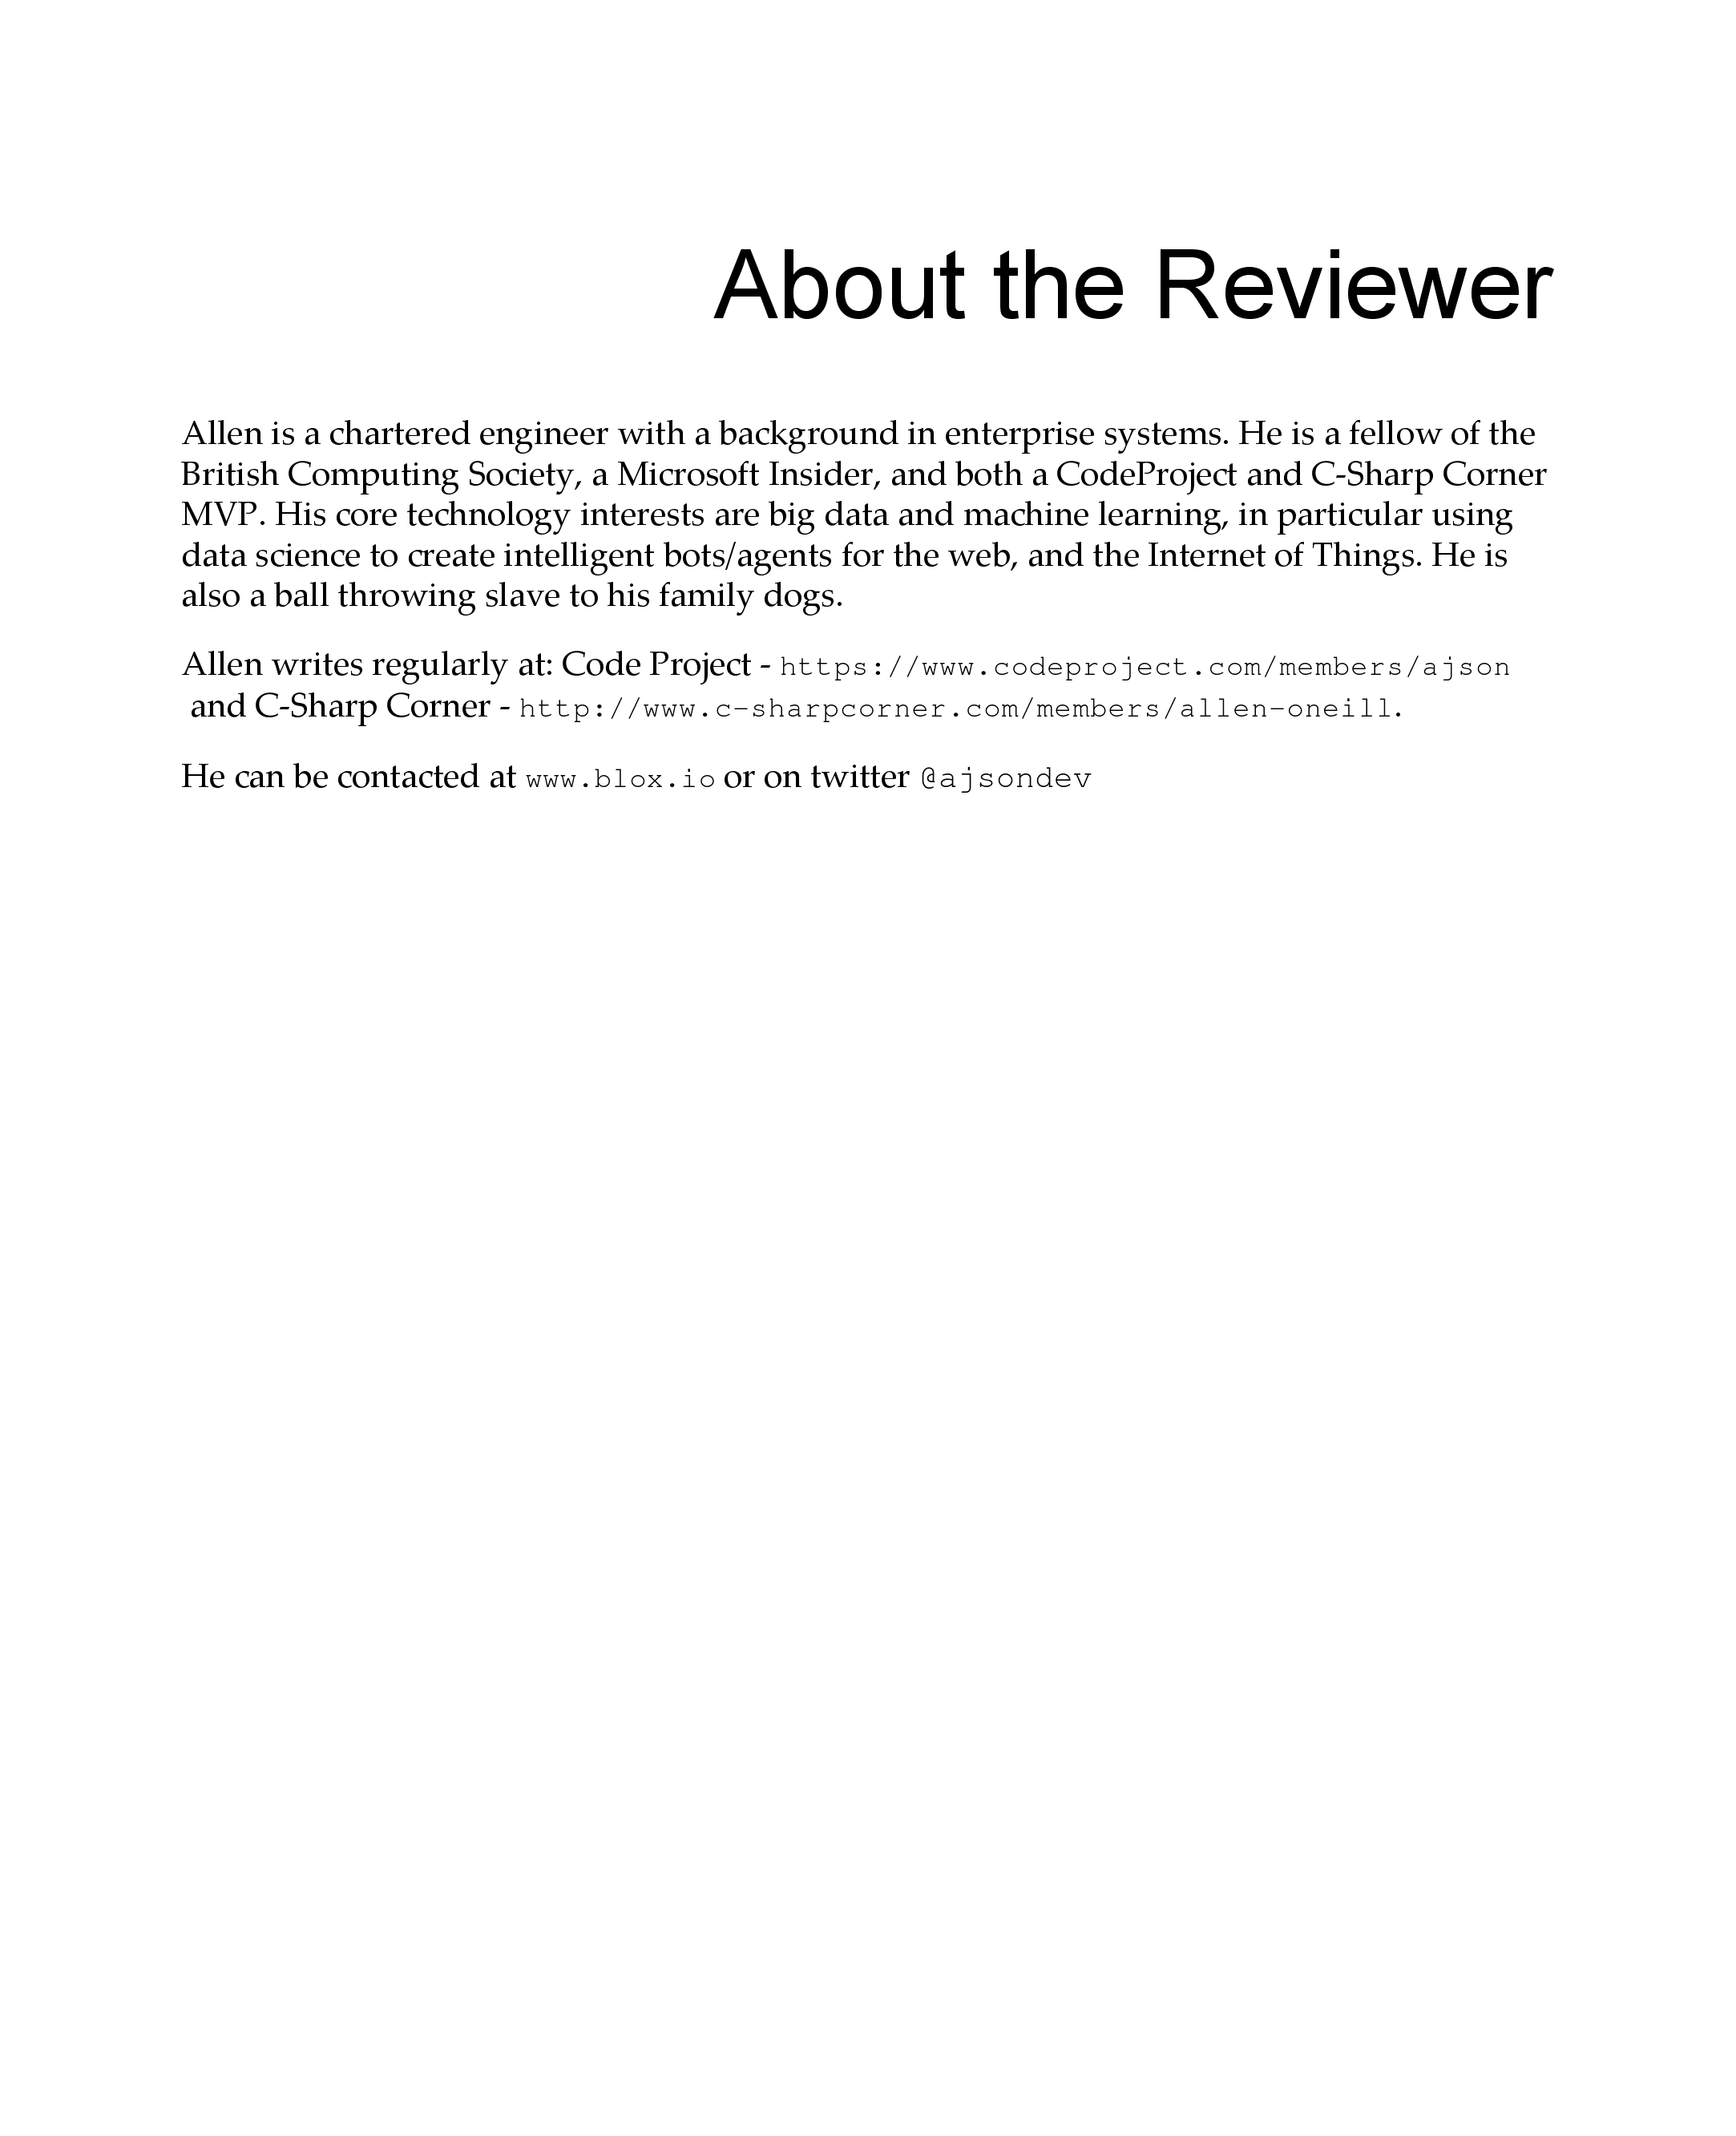 About the Reviewer
Allen is a chartered engineer with a background in enterprise systems. He is a fellow of the
British Computing Society, a Microsoft Insider, and both a CodeProject and C-Sharp Corner
MVP. His core technology interests are big data and machine learning, in particular using
data science to create intelligent bots/agents for the web, and the Internet of Things. He is
also a ball throwing slave to his family dogs.
Allen writes regularly at: Code Project - https://www.codeproject.com/members/ajson
and C-Sharp Corner - http://www.c-sharpcorner.com/members/allen-oneill.
He can be contacted at www.blox.io or on twitter @ajsondev